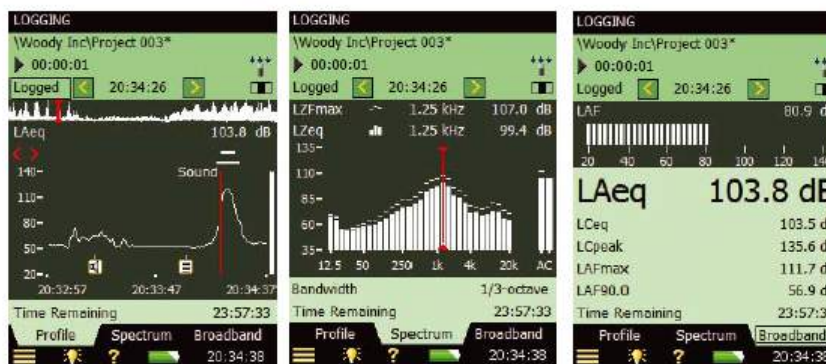 LOGGING
\Woody Inc\Project 003*
00:00:01
Logged < 20:34:26 >
LAeq 103.8 dB
< >
140-
Sound
110-
80-
50-
20-
20:32:57 20:33:47 20:34:37
Time Remaining 23:57:33
Profile Spectrum Broadband
? 20:34:38
LOGGING
\Woody Inc\Project 003*
00:00:01
Logged < 20:34:26 >
LZFmax 1.25 kHz 107.0 dB
LZeq 1.25 kHz 99.4 dB
135-
110-
85-
60-
35-
12.5 50 250 1k 4k 20k AC
Bandwidth 1/3-octave
Time Remaining 23:57:33
Profile Spectrum Broadband
? 20:34:38
LOGGING
\Woody Inc\Project 003*
00:00:01
Logged < 20:34:26 >
LAF 80.9 d
20 40 60 80 100 120 14
LAeq 103.8 dB
LCeq 103.5 d
LCpeak 135.6 d
LAFmax 111.7 d
LAF90.0 56.9 d
Time Remaining 23:57:3
Profile Spectrum Broadband
? 20:34:3